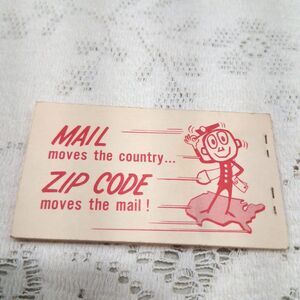 MAIL
moves the country...
ZIP CODE
moves the mail!